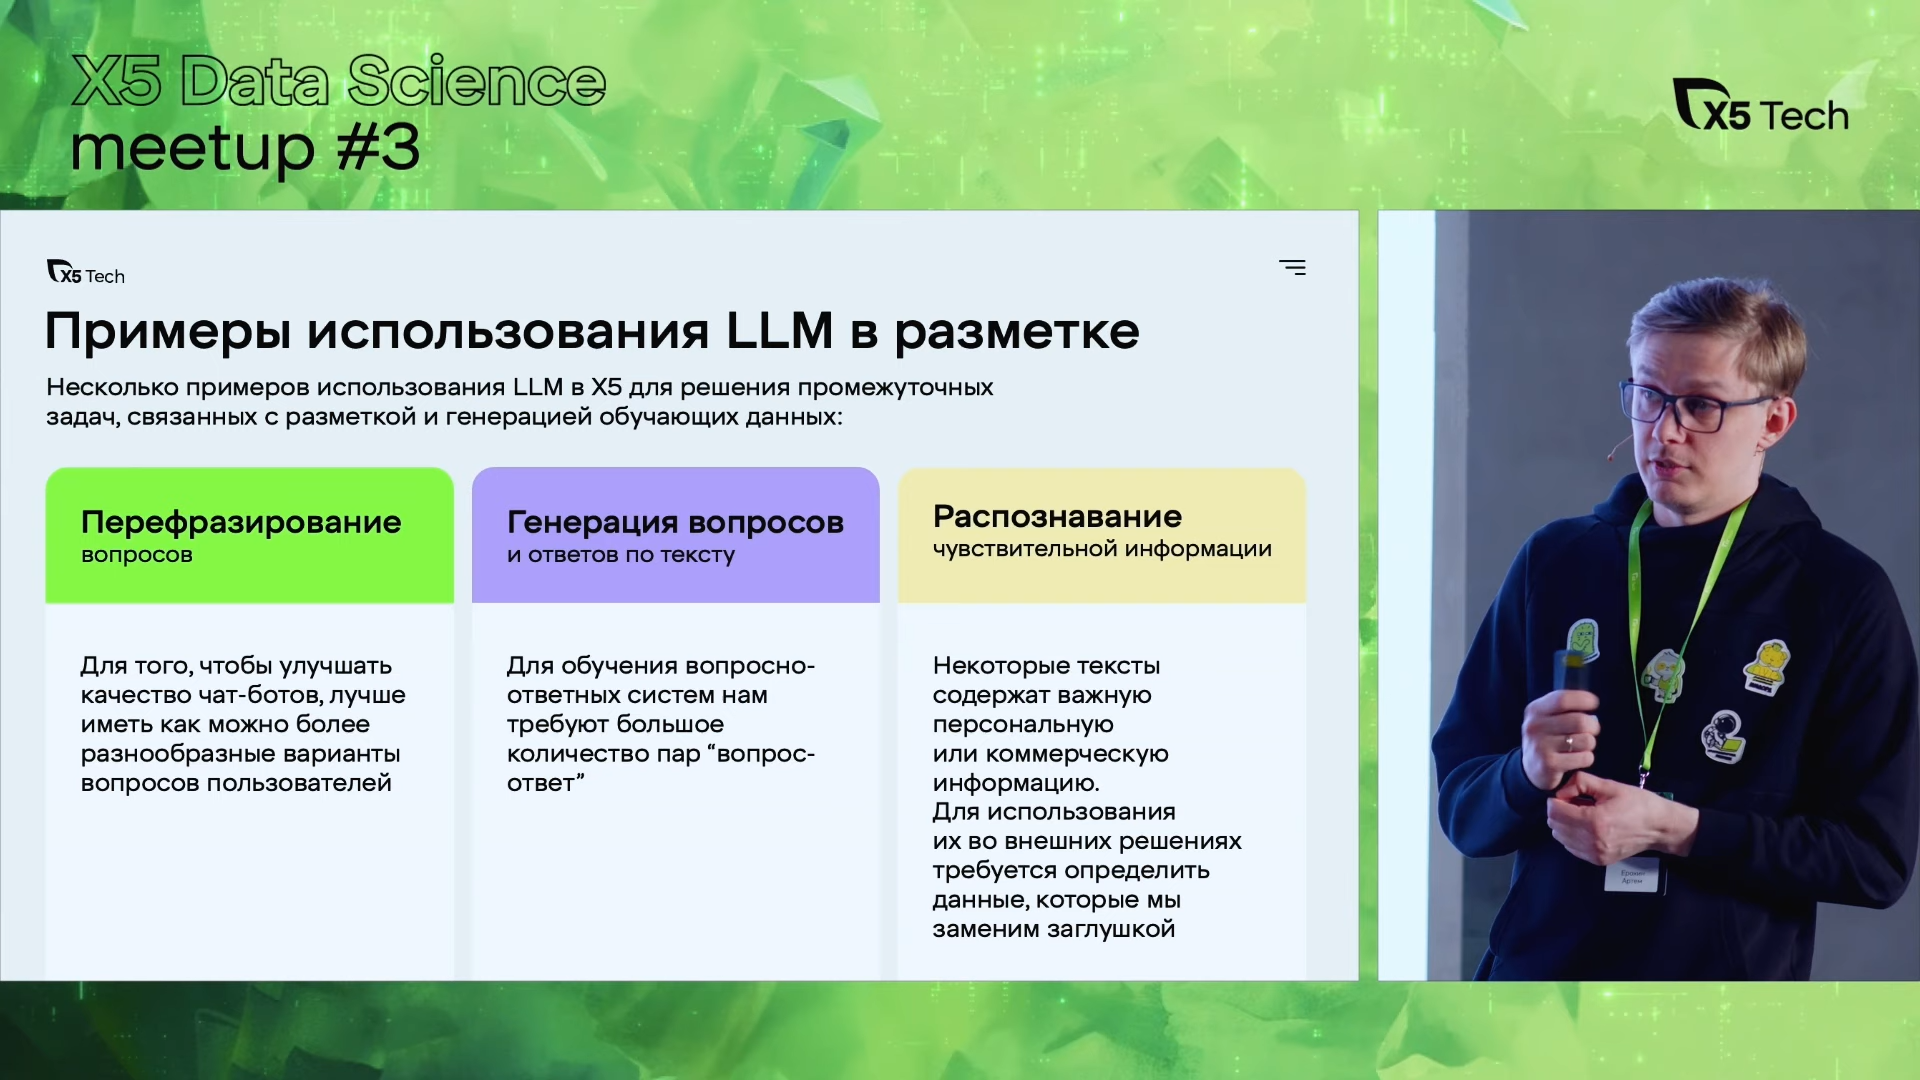 X5 Data Science
meetup #3
X5 Tech
X5 Tech
Примеры использования LLM в разметке
Несколько примеров использования LLM в X5 для решения промежуточных
задач, связанных с разметкой и генерацией обучающих данных:
Перефразирование
вопросов
Для того, чтобы улучшать
качество чат-ботов, лучше
иметь как можно более
разнообразные варианты
вопросов пользователей
Генерация вопросов
и ответов по тексту
Для обучения вопросно-
ответных систем нам
требуют большое
количество пар “вопрос-
ответ”
Распознавание
чувствительной информации
Некоторые тексты
содержат важную
персональную
или коммерческую
информацию.
Для использования
их во внешних решениях
требуется определить
данные, которые мы
заменим заглушкой
Артем